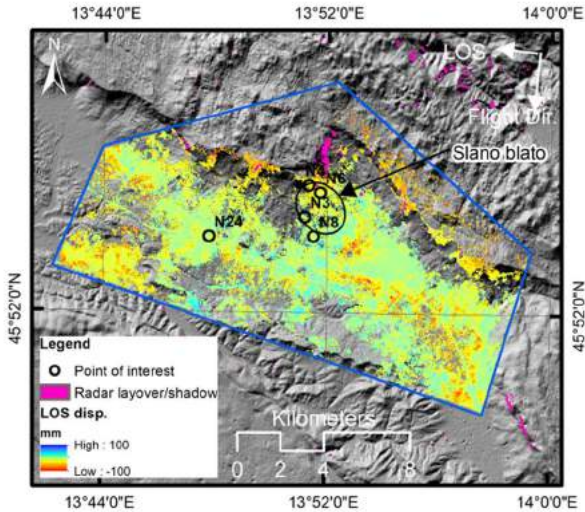 13°44'0"E 13°52'0"E 14°0'0"E
N
LOS
Flight Dir.
Slano blato
N6
N3
N24
N8
45°52'0"N
45°52'0"N
Legend
Point of interest
Radar layover/shadow
LOS disp.
mm
High : 100
Low : -100
Kilometers
0 2 4 8
13°44'0"E 13°52'0"E 14°0'0"E